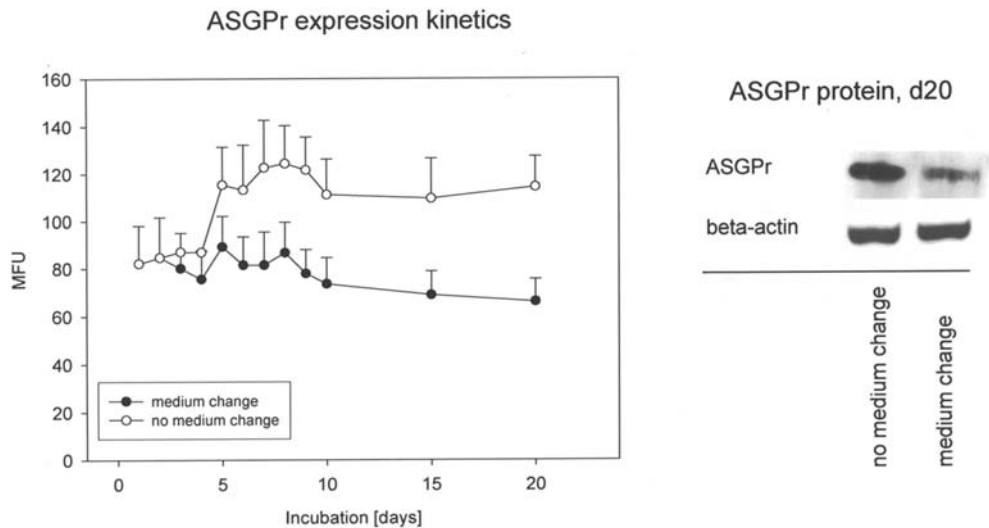 ASGPr expression kinetics
160
140
120
100
80
60
40
20
0
MFU
medium change
no medium change
0 5 10 15 20
Incubation [days]
ASGPr protein, d20
ASGPr
beta-actin
no medium change
medium change